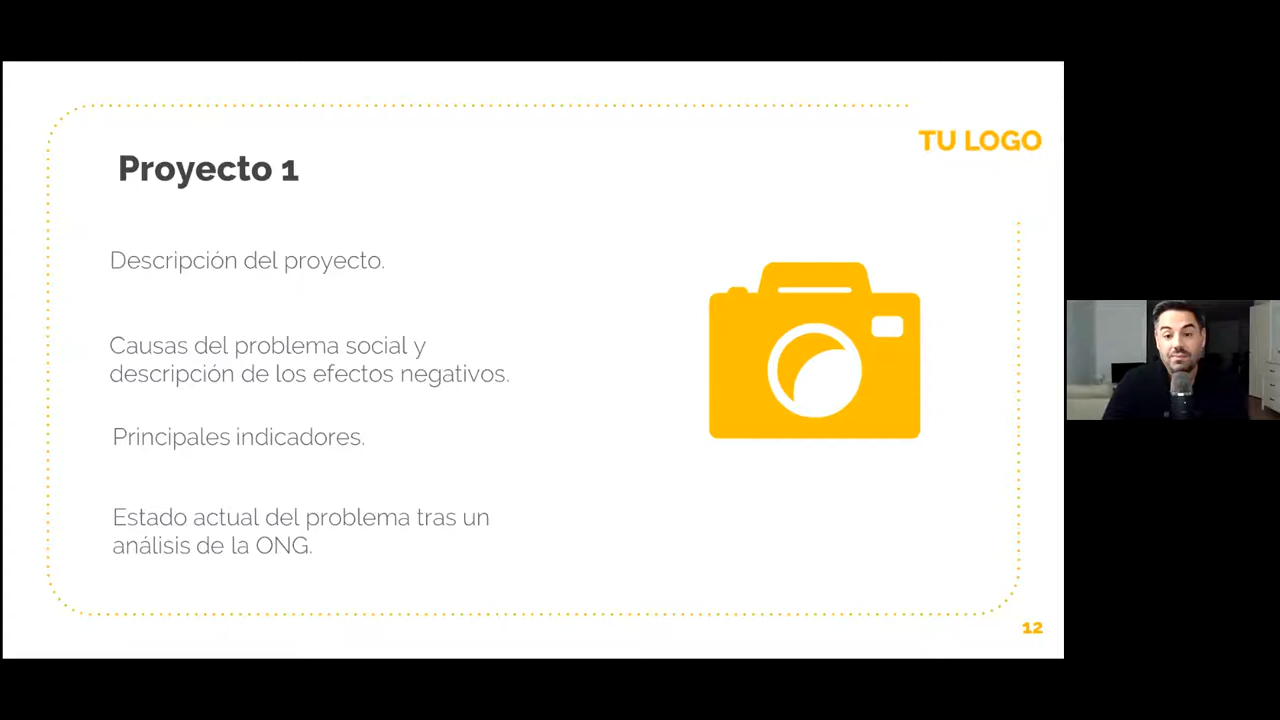 TU LOGO
Proyecto 1
Descripción del proyecto.
Causas del problema social y
descripción de los efectos negativos.
Principales indicadores.
Estado actual del problema tras un
análisis de la ONG.
12